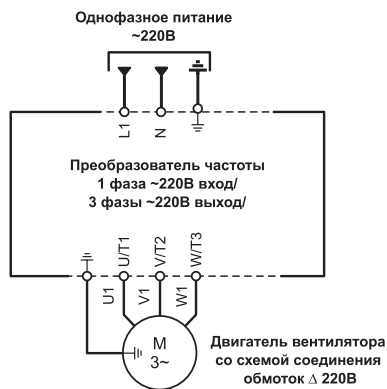 Однофазное питание
~220В
L1
N
Преобразователь частоты
1 фаза ~220В вход/
3 фазы ~220В выход/
U/T1
V/T2
W/T3
U1
V1
W1
M
3~
Двигатель вентилятора
со схемой соединения
обмоток Δ 220В